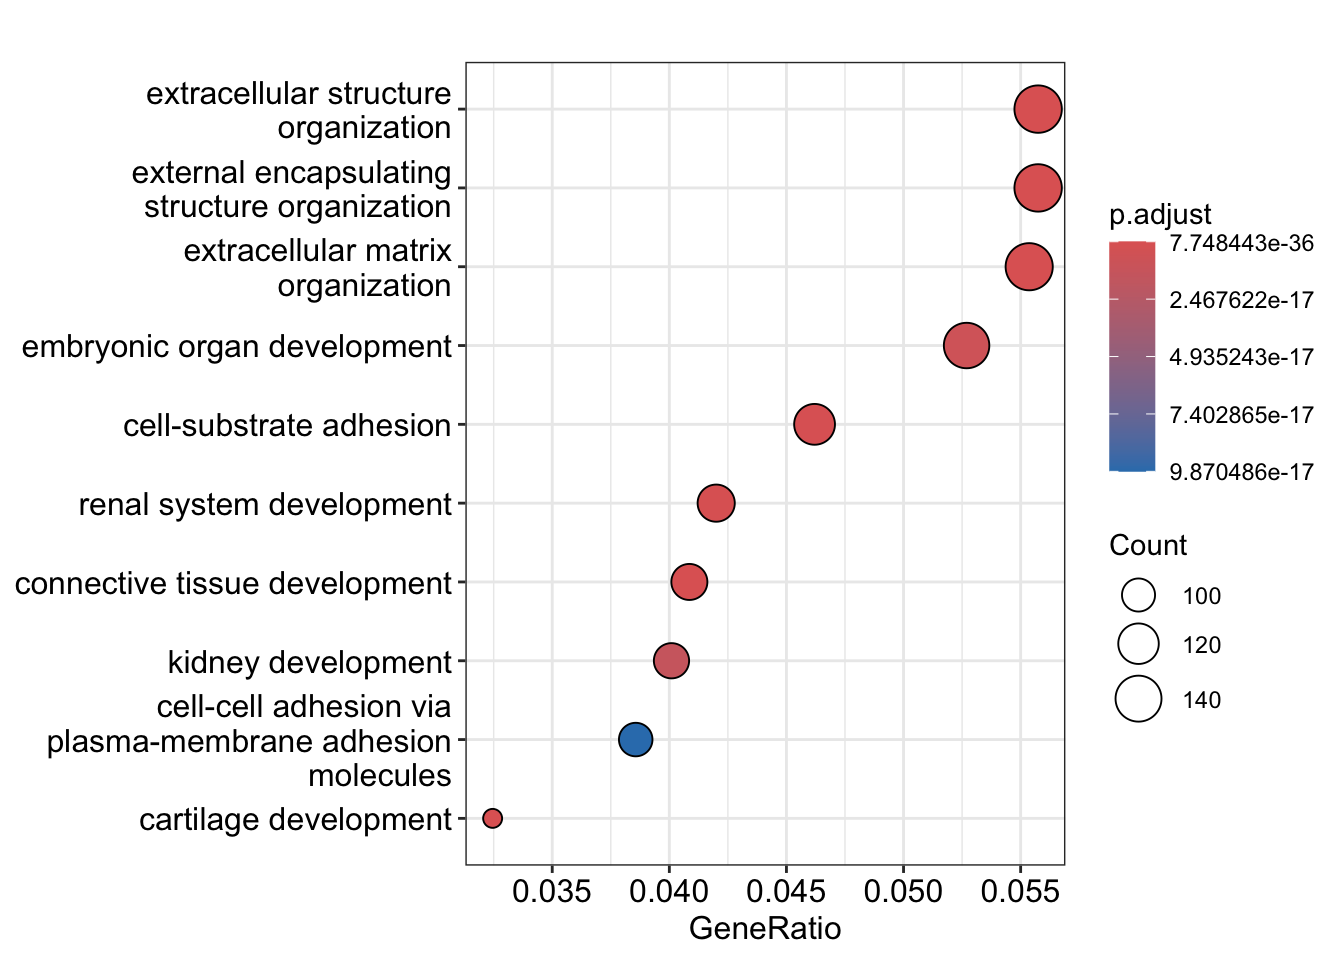 extracellular structure
organization
external encapsulating
structure organization
extracellular matrix
organization
embryonic organ development
cell-substrate adhesion
renal system development
connective tissue development
kidney development
cell-cell adhesion via
plasma-membrane adhesion
molecules
cartilage development
0.035 0.040 0.045 0.050 0.055
GeneRatio
p.adjust
7.748443e-36
2.467622e-17
4.935243e-17
7.402865e-17
9.870486e-17
Count
100
120
140